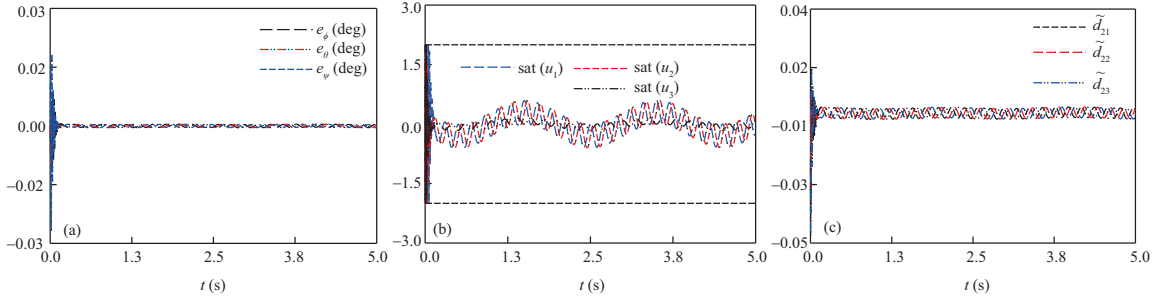 0.03
0.02
0.00
−0.02
−0.03
e_ϕ (deg)
e_θ (deg)
e_ψ (deg)
(a)
0.0 1.3 2.5 3.8 5.0
t (s)
3.0
1.5
−0.1
−1.5
−3.0
sat (u_1) sat (u_2)
sat (u_3)
(b)
0.0 1.3 2.5 3.8 5.0
t (s)
0.04
0.02
−0.01
−0.03
−0.05
d̃_21
d̃_22
d̃_23
(c)
0.0 1.3 2.5 3.8 5.0
t (s)